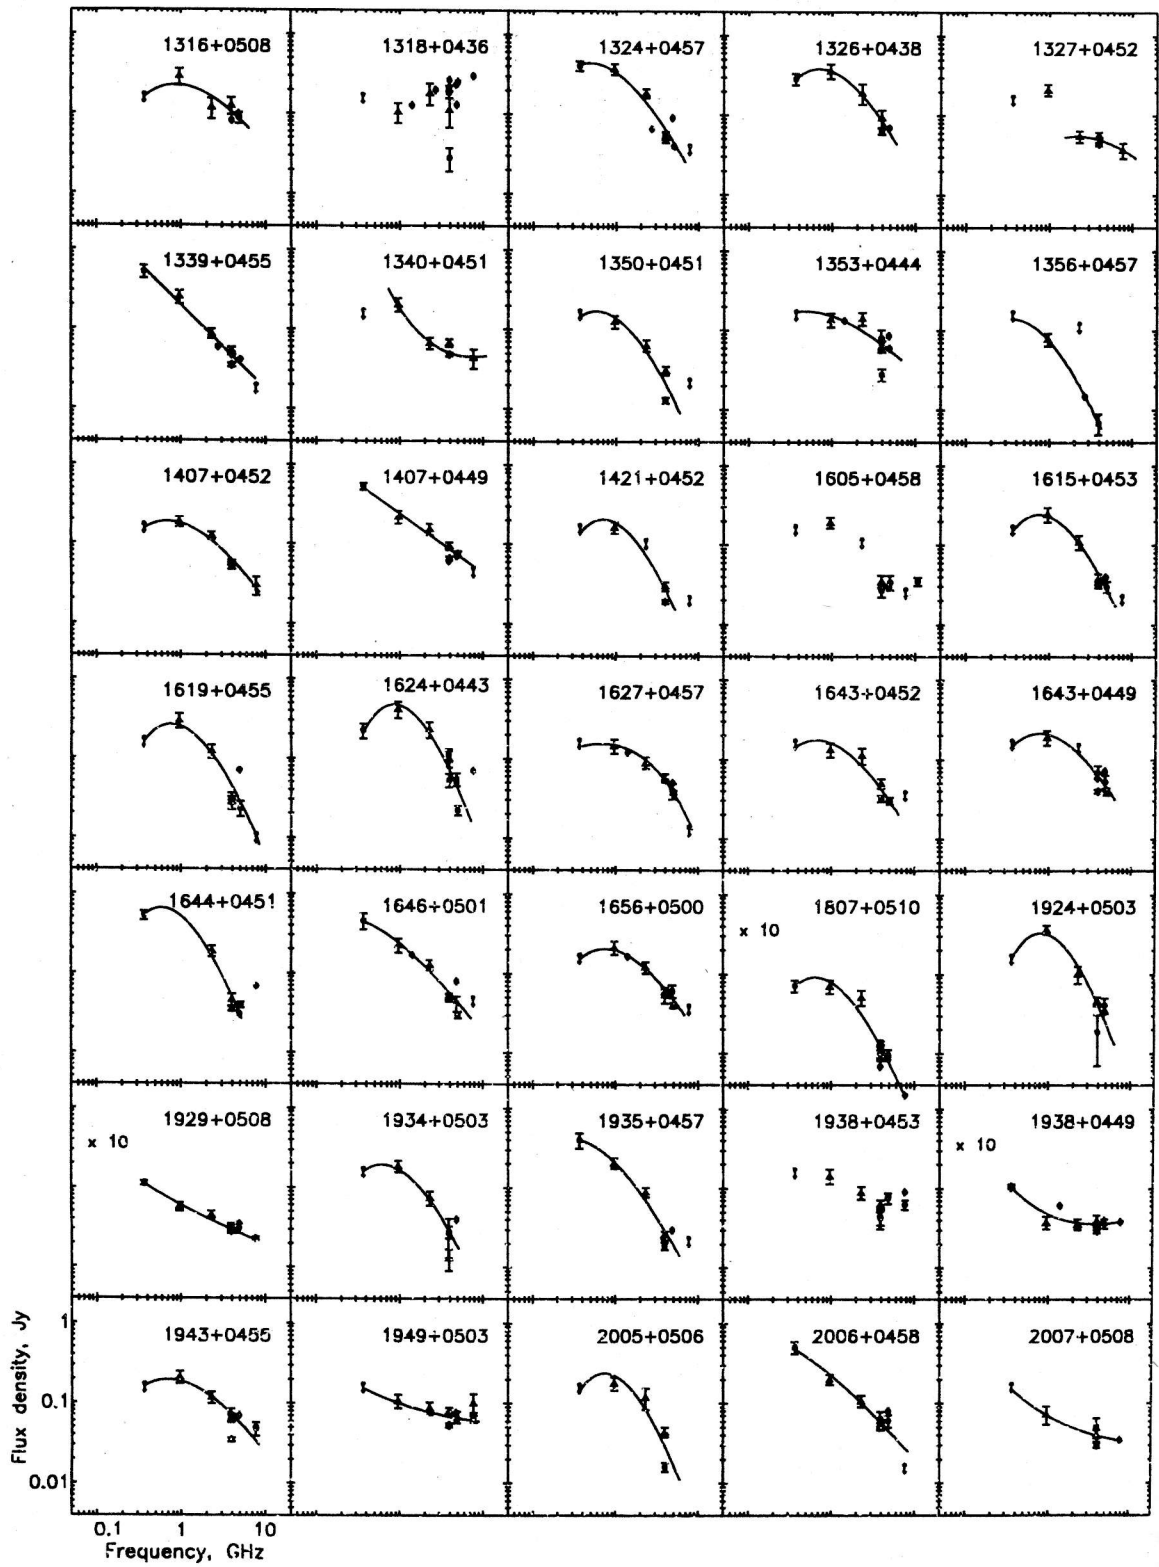 1316+0508 1318+0436 1324+0457 1326+0438 1327+0452
1339+0455 1340+0451 1350+0451 1353+0444 1356+0457
1407+0452 1407+0449 1421+0452 1605+0458 1615+0453
1619+0455 1624+0443 1627+0457 1643+0452 1643+0449
1644+0451 1646+0501 1656+0500 1807+0510 1924+0503
x 10
1929+0508 1934+0503 1935+0457 1938+0453 1938+0449
x 10 x 10
1943+0455 1949+0503 2005+0506 2006+0458 2007+0508
Flux density, Jy
1
0.1
0.01
0.1 1 10
Frequency, GHz